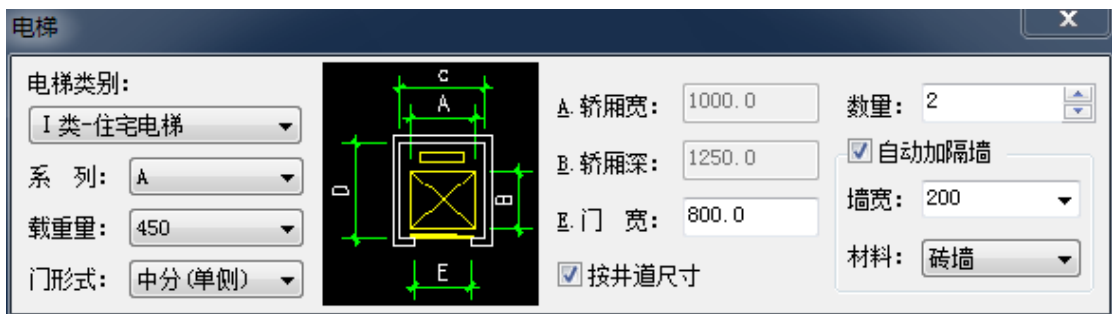 电梯
X
电梯类别:
I类-住宅电梯
系 列: A
载重量: 450
门形式: 中分(单侧)
C
A
D
B
E
A.轿厢宽: 1000.0
B.轿厢深: 1250.0
E.门 宽: 800.0
按井道尺寸
数量: 2
自动加隔墙
墙宽: 200
材料: 砖墙